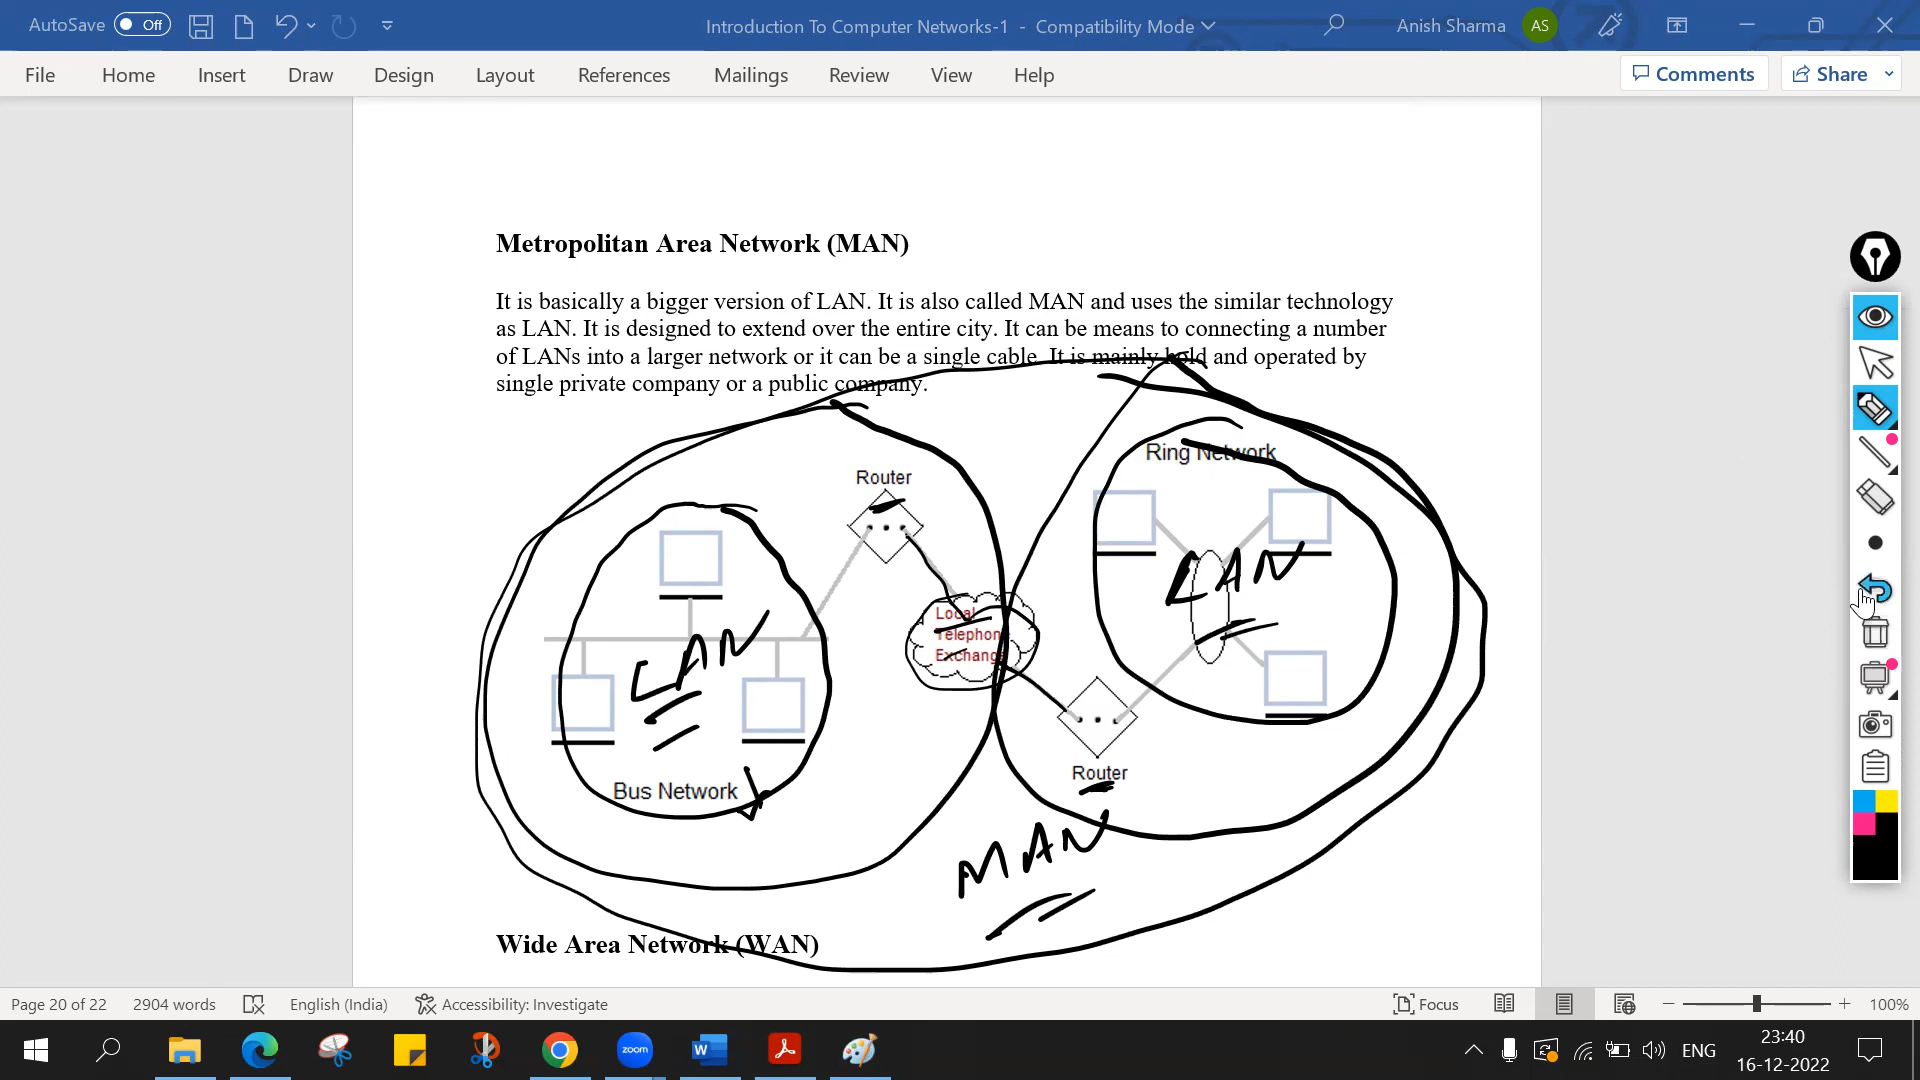 AutoSave Off
Introduction To Computer Networks-1 - Compatibility Mode
Anish Sharma AS
File Home Insert Draw Design Layout References Mailings Review View Help
Comments Share
Metropolitan Area Network (MAN)
It is basically a bigger version of LAN. It is also called MAN and uses the similar technology
as LAN. It is designed to extend over the entire city. It can be means to connecting a number
of LANs into a larger network or it can be a single cable. It is mainly hold and operated by
single private company or a public company.
Ring Network
Router
LAN
Local
Telephone
Exchange
LAN
Router
Bus Network
MAN
Wide Area Network (WAN)
Page 20 of 22 2904 words English (India) Accessibility: Investigate Focus 100%
zoom
W
ENG
23:40
16-12-2022